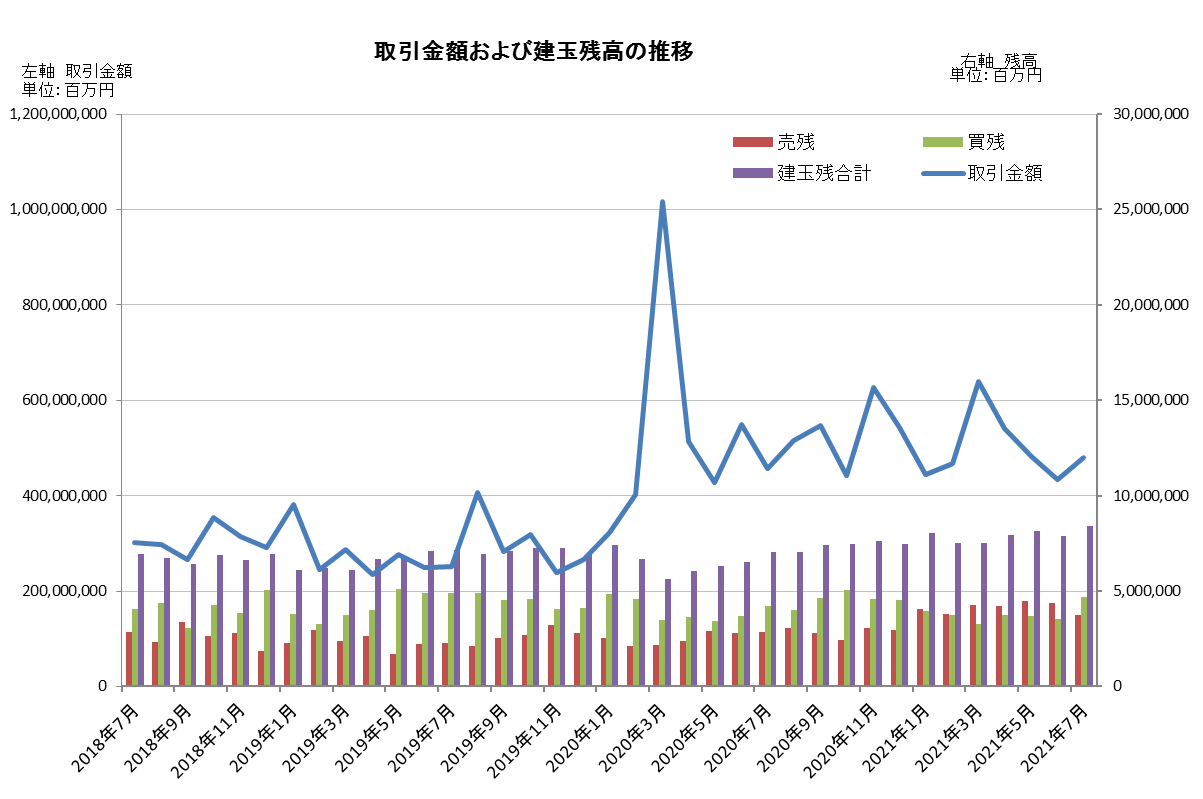 取引金額および建玉残高の推移
左軸 取引金額
単位：百万円
右軸 残高
単位：百万円
1,200,000,000
1,000,000,000
800,000,000
600,000,000
400,000,000
200,000,000
0
30,000,000
25,000,000
20,000,000
15,000,000
10,000,000
5,000,000
0
売残
買残
建玉残合計
取引金額
2018年7月
2018年9月
2018年11月
2019年1月
2019年3月
2019年5月
2019年7月
2019年9月
2019年11月
2020年1月
2020年3月
2020年5月
2020年7月
2020年9月
2020年11月
2021年1月
2021年3月
2021年5月
2021年7月